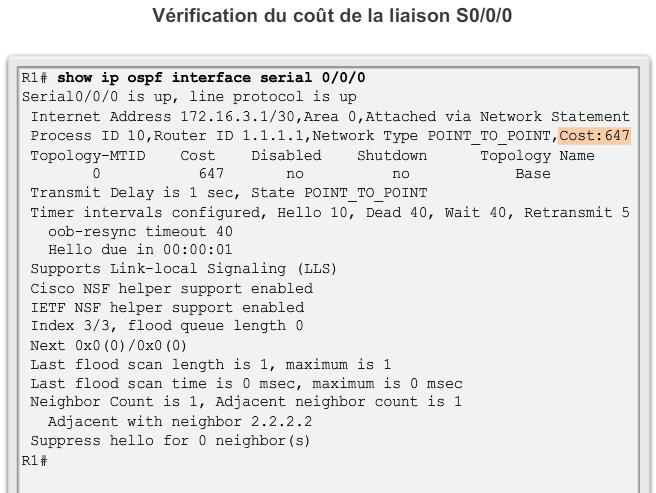 Vérification du coût de la liaison S0/0/0
R1# show ip ospf interface serial 0/0/0
Serial0/0/0 is up, line protocol is up
Internet Address 172.16.3.1/30,Area 0,Attached via Network Statement
Process ID 10,Router ID 1.1.1.1,Network Type POINT_TO_POINT,Cost:647
Topology-MTID Cost Disabled Shutdown Topology Name
0 647 no no Base
Transmit Delay is 1 sec, State POINT_TO_POINT
Timer intervals configured, Hello 10, Dead 40, Wait 40, Retransmit 5
oob-resync timeout 40
Hello due in 00:00:01
Supports Link-local Signaling (LLS)
Cisco NSF helper support enabled
IETF NSF helper support enabled
Index 3/3, flood queue length 0
Next 0x0(0)/0x0(0)
Last flood scan length is 1, maximum is 1
Last flood scan time is 0 msec, maximum is 0 msec
Neighbor Count is 1, Adjacent neighbor count is 1
Adjacent with neighbor 2.2.2.2
Suppress hello for 0 neighbor(s)
R1#